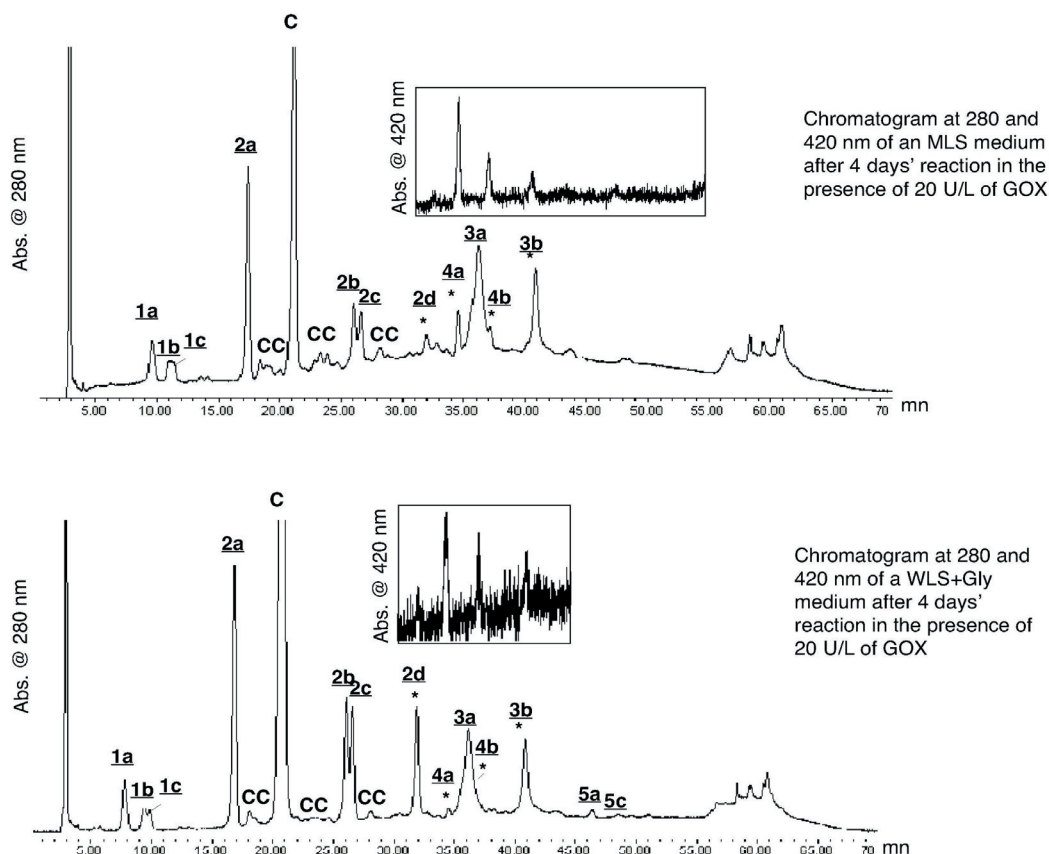 C
Abs. @ 280 nm
2a
1a
1b
1c
CC
CC
2b
2c
CC
2d
*
4a
*
3a
4b
*
3b
*
Abs. @ 420 nm
5.00 10.00 15.00 20.00 25.00 30.00 35.00 40.00 45.00 50.00 55.00 60.00 65.00 70 mn
Chromatogram at 280 and
420 nm of an MLS medium
after 4 days’ reaction in the
presence of 20 U/L of GOX
C
Abs. @ 280 nm
2a
1a
1b
1c
CC
CC
2b
2c
CC
2d
*
4a
*
3a
4b
*
3b
*
5a
5c
Abs. @ 420 nm
5.00 10.00 15.00 20.00 25.00 30.00 35.00 40.00 45.00 50.00 55.00 60.00 65.00 70 mn
Chromatogram at 280 and
420 nm of a WLS+Gly
medium after 4 days’
reaction in the presence of
20 U/L of GOX